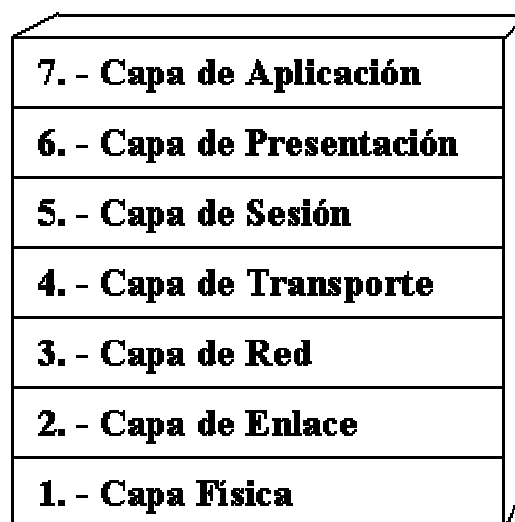 7. - Capa de Aplicación
6. - Capa de Presentación
5. - Capa de Sesión
4. - Capa de Transporte
3. - Capa de Red
2. - Capa de Enlace
1. - Capa Física